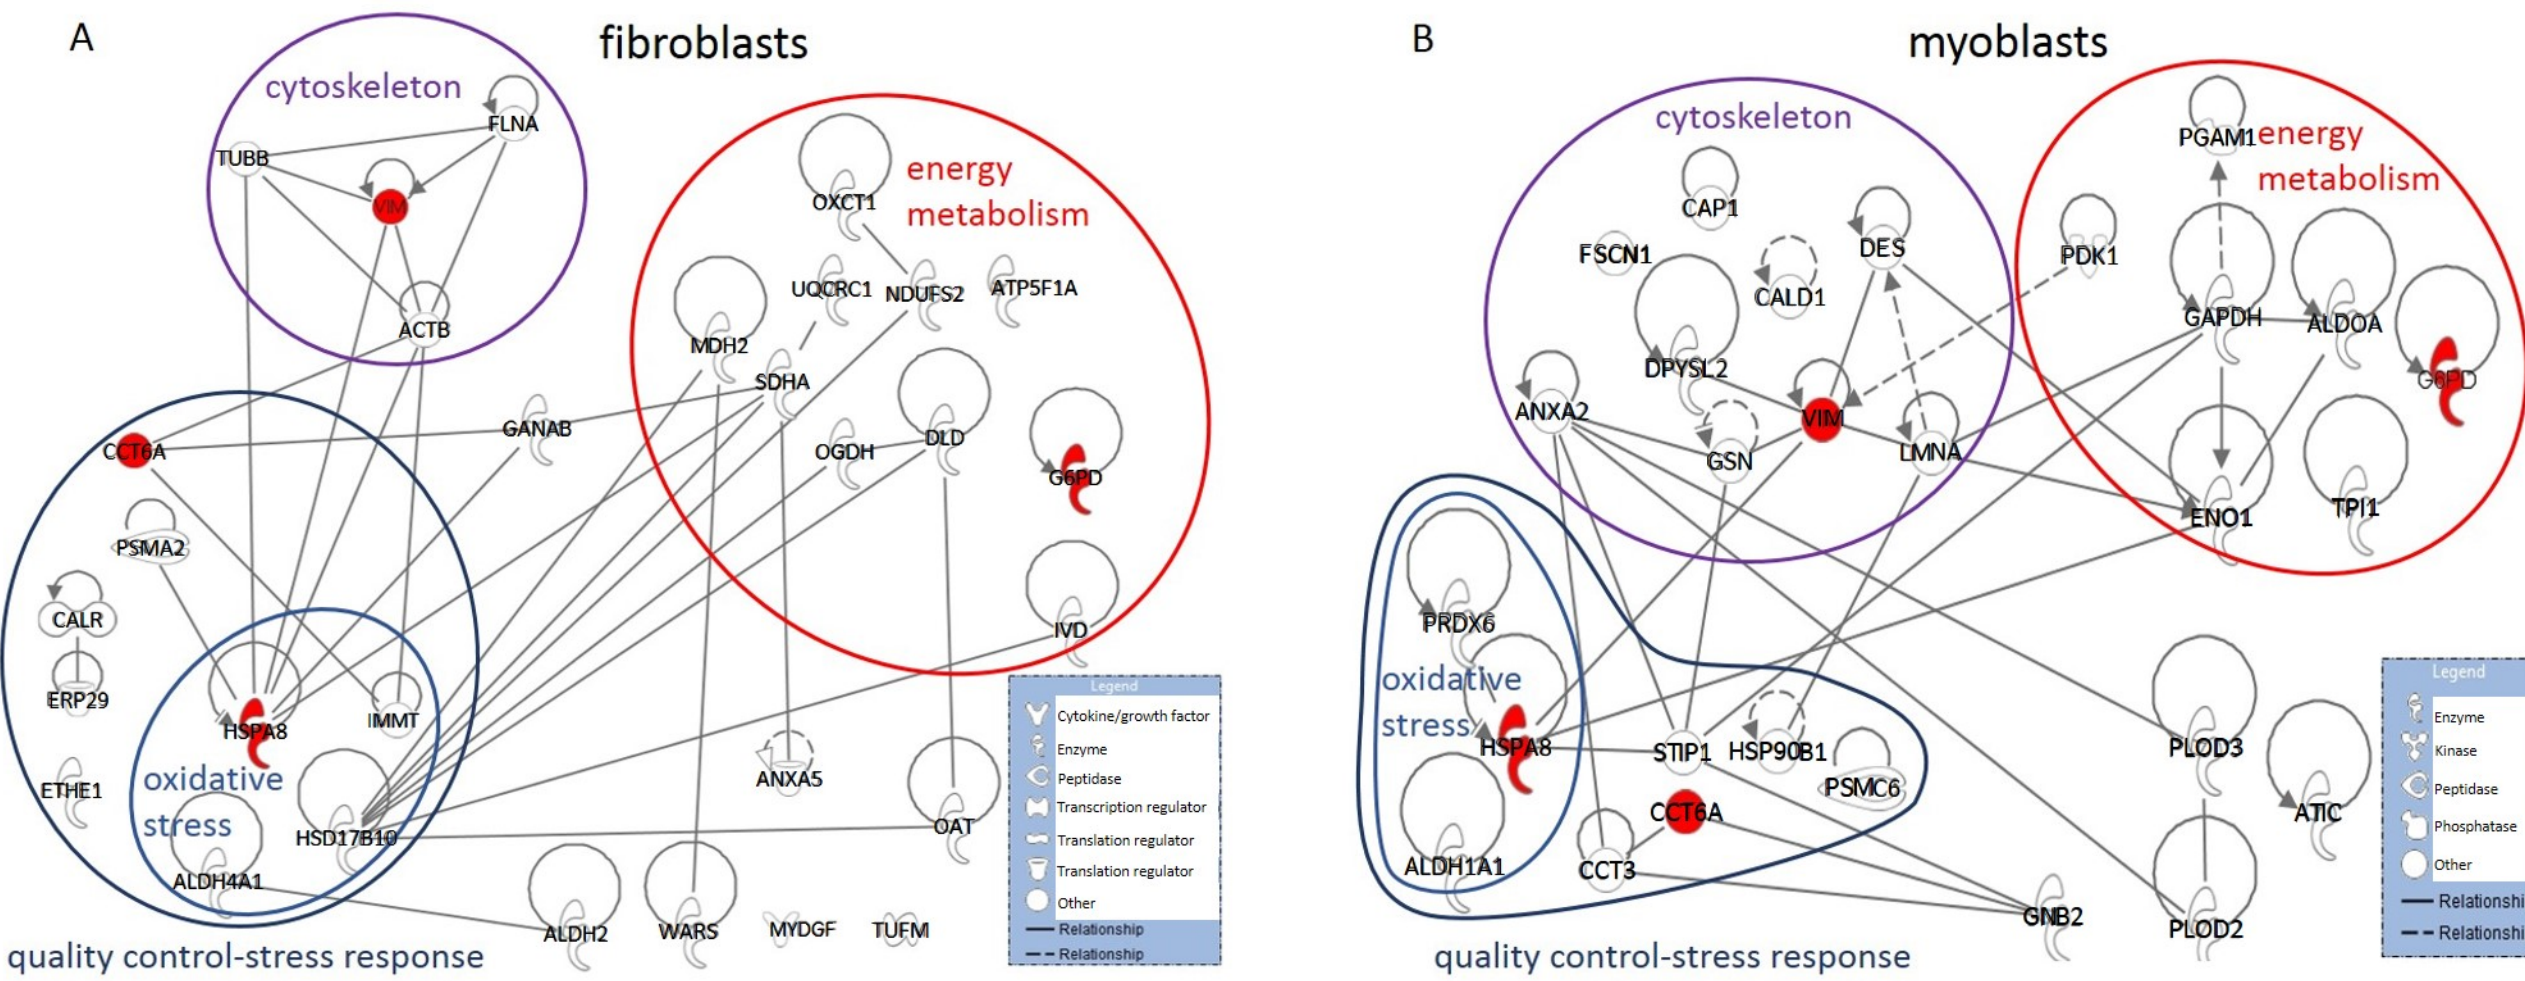 A
fibroblasts
cytoskeleton
FLNA
TUBB
VIM
ACTB
energy
metabolism
OXCT1
UQCRC1
NDUFS2
ATP5F1A
MDH2
SDHA
GANAB
OGDH
DLD
G6PD
IVD
CCT6A
PSMA2
CALR
ERP29
HSPA8
IMMT
ETHE1
oxidative
stress
HSD17B10
ALDH4A1
ANXA5
OAT
ALDH2
WARS
MYDGF
TUFM
quality control-stress response
Legend
Cytokine/growth factor
Enzyme
Peptidase
Transcription regulator
Translation regulator
Translation regulator
Other
Relationship
Relationship
B
myoblasts
cytoskeleton
CAP1
FSCN1
DES
CALD1
DPYSL2
ANXA2
VIM
GSN
LMNA
PGAM1
energy
metabolism
PDK1
GAPDH
ALDOA
G6PD
ENO1
TPI1
PRDX6
oxidative
stress
HSPA8
STIP1
HSP90B1
PSMC6
CCT6A
ALDH1A1
CCT3
PLOD3
ATIC
GNB2
PLOD2
quality control-stress response
Legend
Enzyme
Kinase
Peptidase
Phosphatase
Other
Relationshi
Relationshi